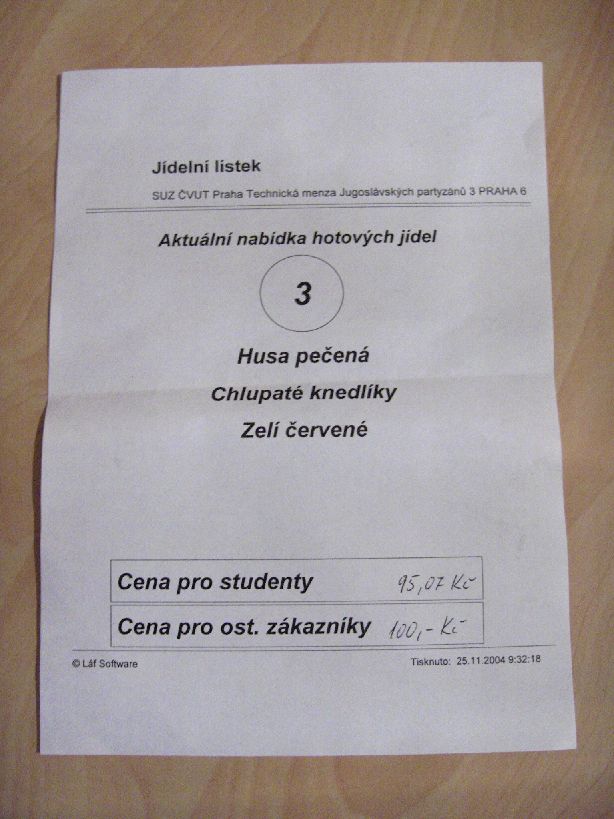 Jídelní lístek
SUZ ČVUT Praha Technická menza Jugoslávských partyzánů 3 PRAHA 6
Aktuální nabídka hotových jídel
3
Husa pečená
Chlupaté knedlíky
Zelí červené
Cena pro studenty 95,07 Kč
Cena pro ost. zákazníky 100,- Kč
© Láf Software Tisknuto: 25.11.2004 9:32:18